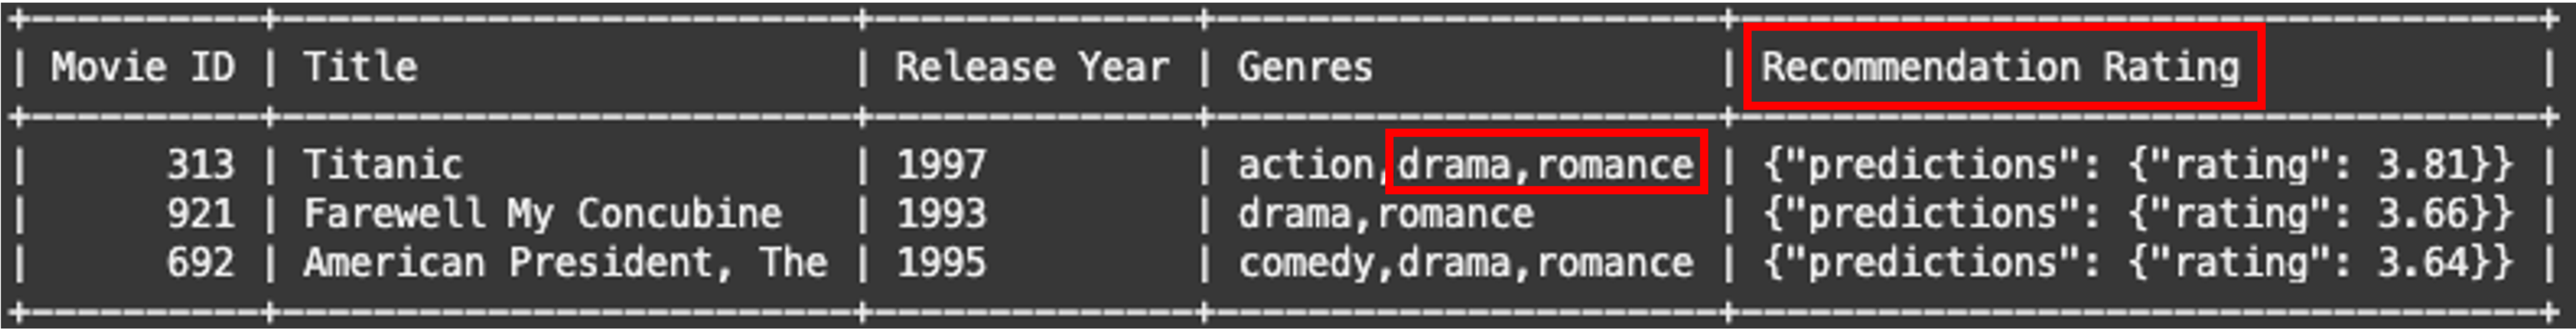 | Movie ID | Title | Release Year | Genres | Recommendation Rating |
| 313 | Titanic | 1997 | action,drama,romance | {"predictions": {"rating": 3.81}} |
| 921 | Farewell My Concubine | 1993 | drama,romance | {"predictions": {"rating": 3.66}} |
| 692 | American President, The | 1995 | comedy,drama,romance | {"predictions": {"rating": 3.64}} |